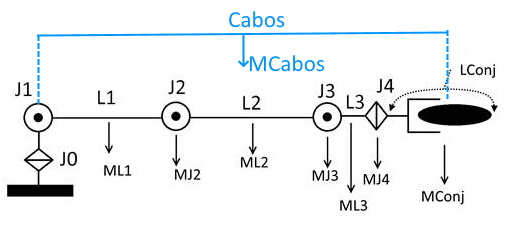 Cabos
MCabos
LConj
J1
L1
J2
L2
J3
L3
J4
J0
ML1
MJ2
ML2
MJ3
MJ4
ML3
MConj